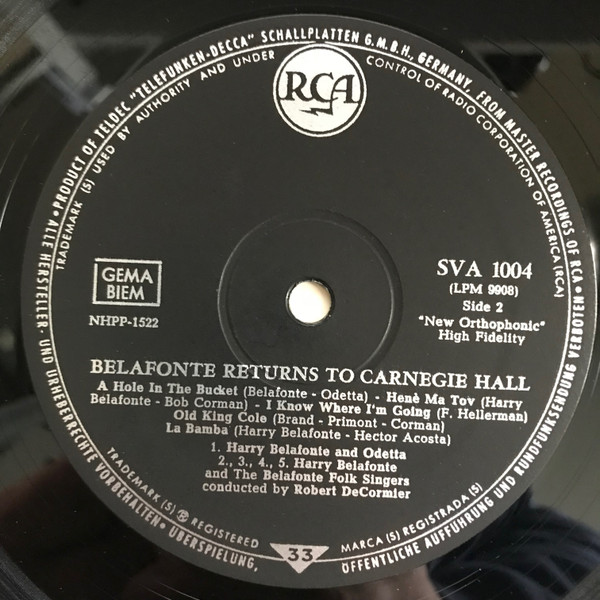 PRODUCT OF TELDEC "TELEFUNKEN-DECCA" SCHALLPLATTEN G.M.B.H., GERMANY, FROM MASTER RECORDINGS OF RCA •
TRADEMARK (S) USED BY AUTHORITY AND UNDER CONTROL OF RADIO CORPORATION OF AMERICA (RCA)
RCA
GEMA
BIEM
NHPP-1522
SVA 1004
(LPM 9908)
Side 2
"New Orthophonic"
High Fidelity
BELAFONTE RETURNS TO CARNEGIE HALL
A Hole In The Bucket (Belafonte - Odetta) - Henè Ma Tov (Harry
Belafonte - Bob Corman) - I Know Where I'm Going (F. Hellerman)
Old King Cole (Brand - Primont - Corman)
La Bamba (Harry Belafonte - Hector Acosta)
1. Harry Belafonte and Odetta
2., 3., 4., 5. Harry Belafonte
and The Belafonte Folk Singers
conducted by Robert DeCormier
TRADEMARK (S) ® REGISTERED
33
MARCA (S) REGISTRADA (S)
• ALLE HERSTELLER- UND URHEBERRECHTE VORBEHALTEN • ÜBERSPIELUNG, ÖFFENTLICHE AUFFÜHRUNG UND RUNDFUNKSENDUNG VERBOTEN